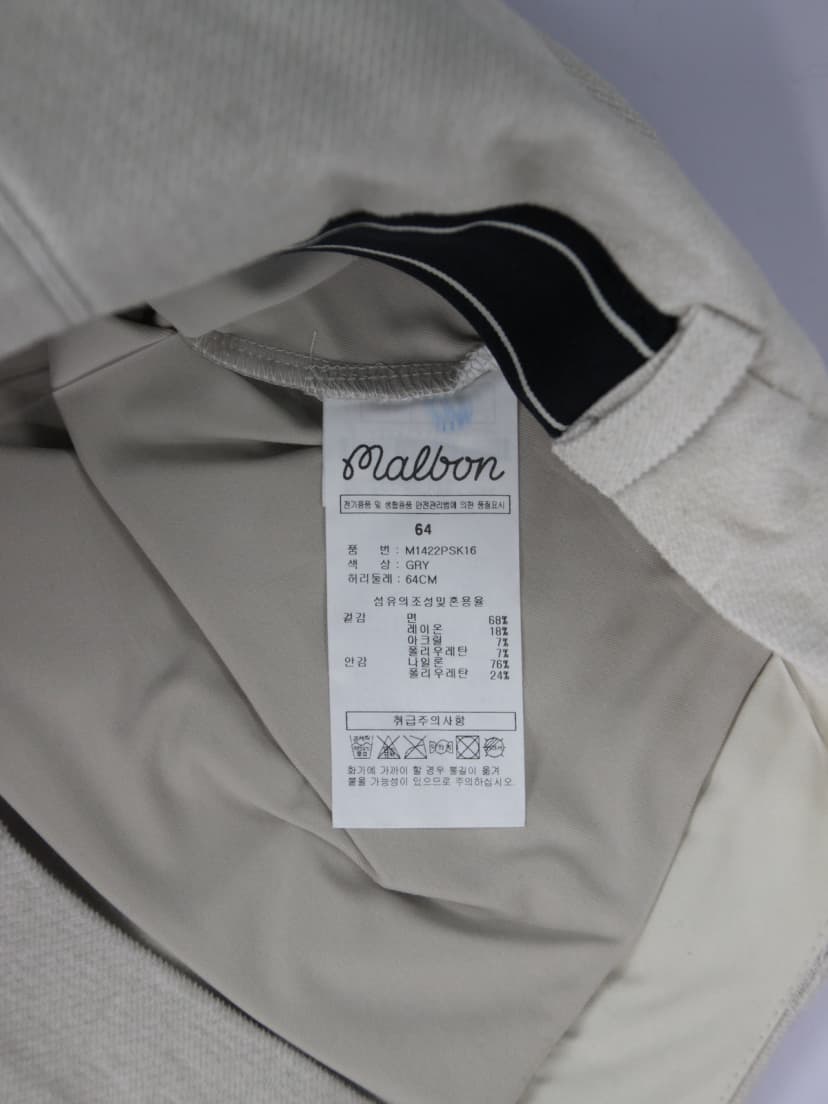 malbon
전기용품 및 생활용품 안전관리법에 의한 품질표시
64
품 번 : M1422PSK16
색 상 : GRY
허리둘레 : 64CM
섬유의조성및혼용율
겉감 면 68%
레이온 18%
아크릴 7%
폴리우레탄 7%
안감 나일론 76%
폴리우레탄 24%
취급주의사항
화기에 가까이 할 경우 불길이 옮겨
붙을 가능성이 있으므로 주의하십시오.